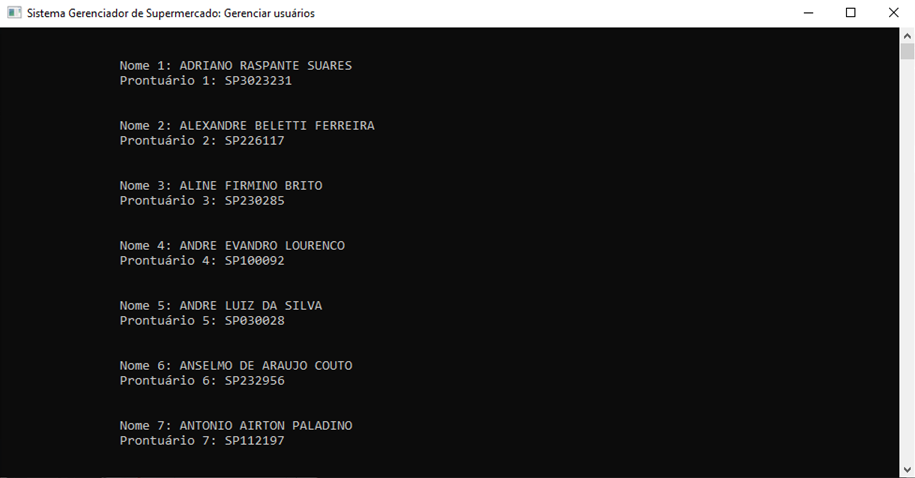 Sistema Gerenciador de Supermercado: Gerenciar usuários
Nome 1: ADRIANO RASPANTE SUARES
Prontuário 1: SP3023231
Nome 2: ALEXANDRE BELETTI FERREIRA
Prontuário 2: SP226117
Nome 3: ALINE FIRMINO BRITO
Prontuário 3: SP230285
Nome 4: ANDRE EVANDRO LOURENCO
Prontuário 4: SP100092
Nome 5: ANDRE LUIZ DA SILVA
Prontuário 5: SP030028
Nome 6: ANSELMO DE ARAUJO COUTO
Prontuário 6: SP232956
Nome 7: ANTONIO AIRTON PALADINO
Prontuário 7: SP112197